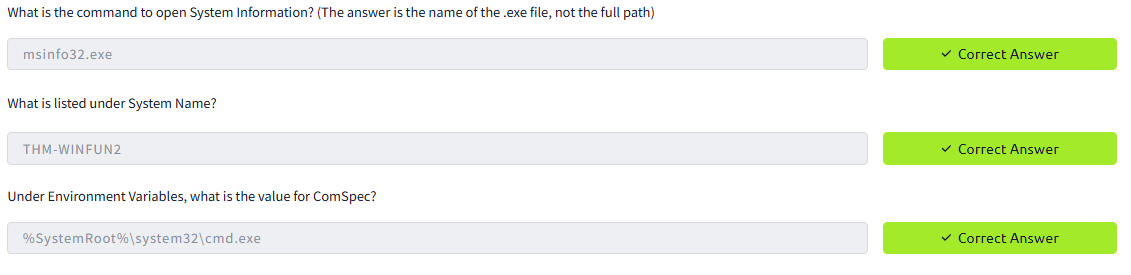 What is the command to open System Information? (The answer is the name of the .exe file, not the full path)
msinfo32.exe
✓ Correct Answer
What is listed under System Name?
THM-WINFUN2
✓ Correct Answer
Under Environment Variables, what is the value for ComSpec?
%SystemRoot%\system32\cmd.exe
✓ Correct Answer